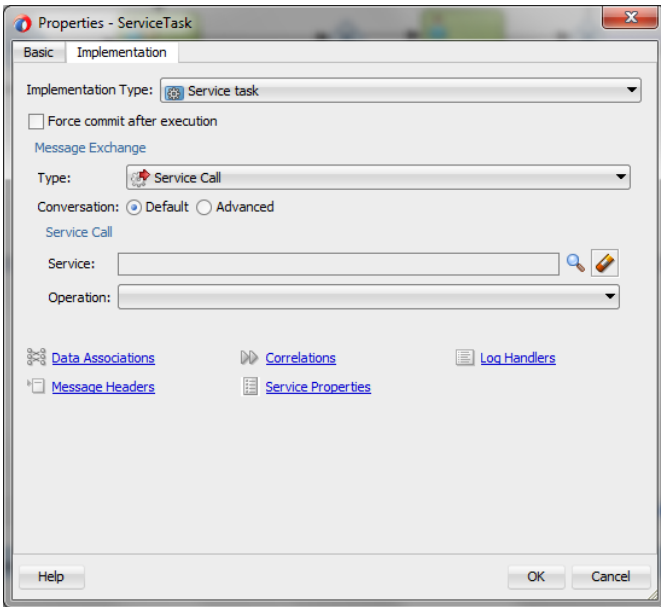 Properties - ServiceTask
Basic Implementation
Implementation Type: Service task
Force commit after execution
Message Exchange
Type: Service Call
Conversation: Default Advanced
Service Call
Service:
Operation:
Data Associations Correlations Log Handlers
Message Headers Service Properties
Help OK Cancel